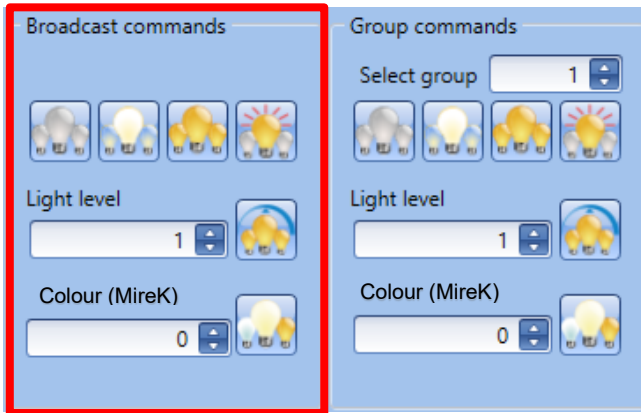 Broadcast commands
Light level
1
Colour (MireK)
0
Group commands
Select group 1
Light level
1
Colour (MireK)
0